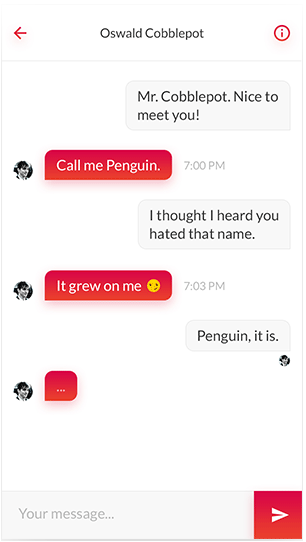 Oswald Cobblepot
Mr. Cobblepot. Nice to
meet you!
Call me Penguin.
7:00 PM
I thought I heard you
hated that name.
It grew on me 😏
7:03 PM
Penguin, it is.
...
Your message...